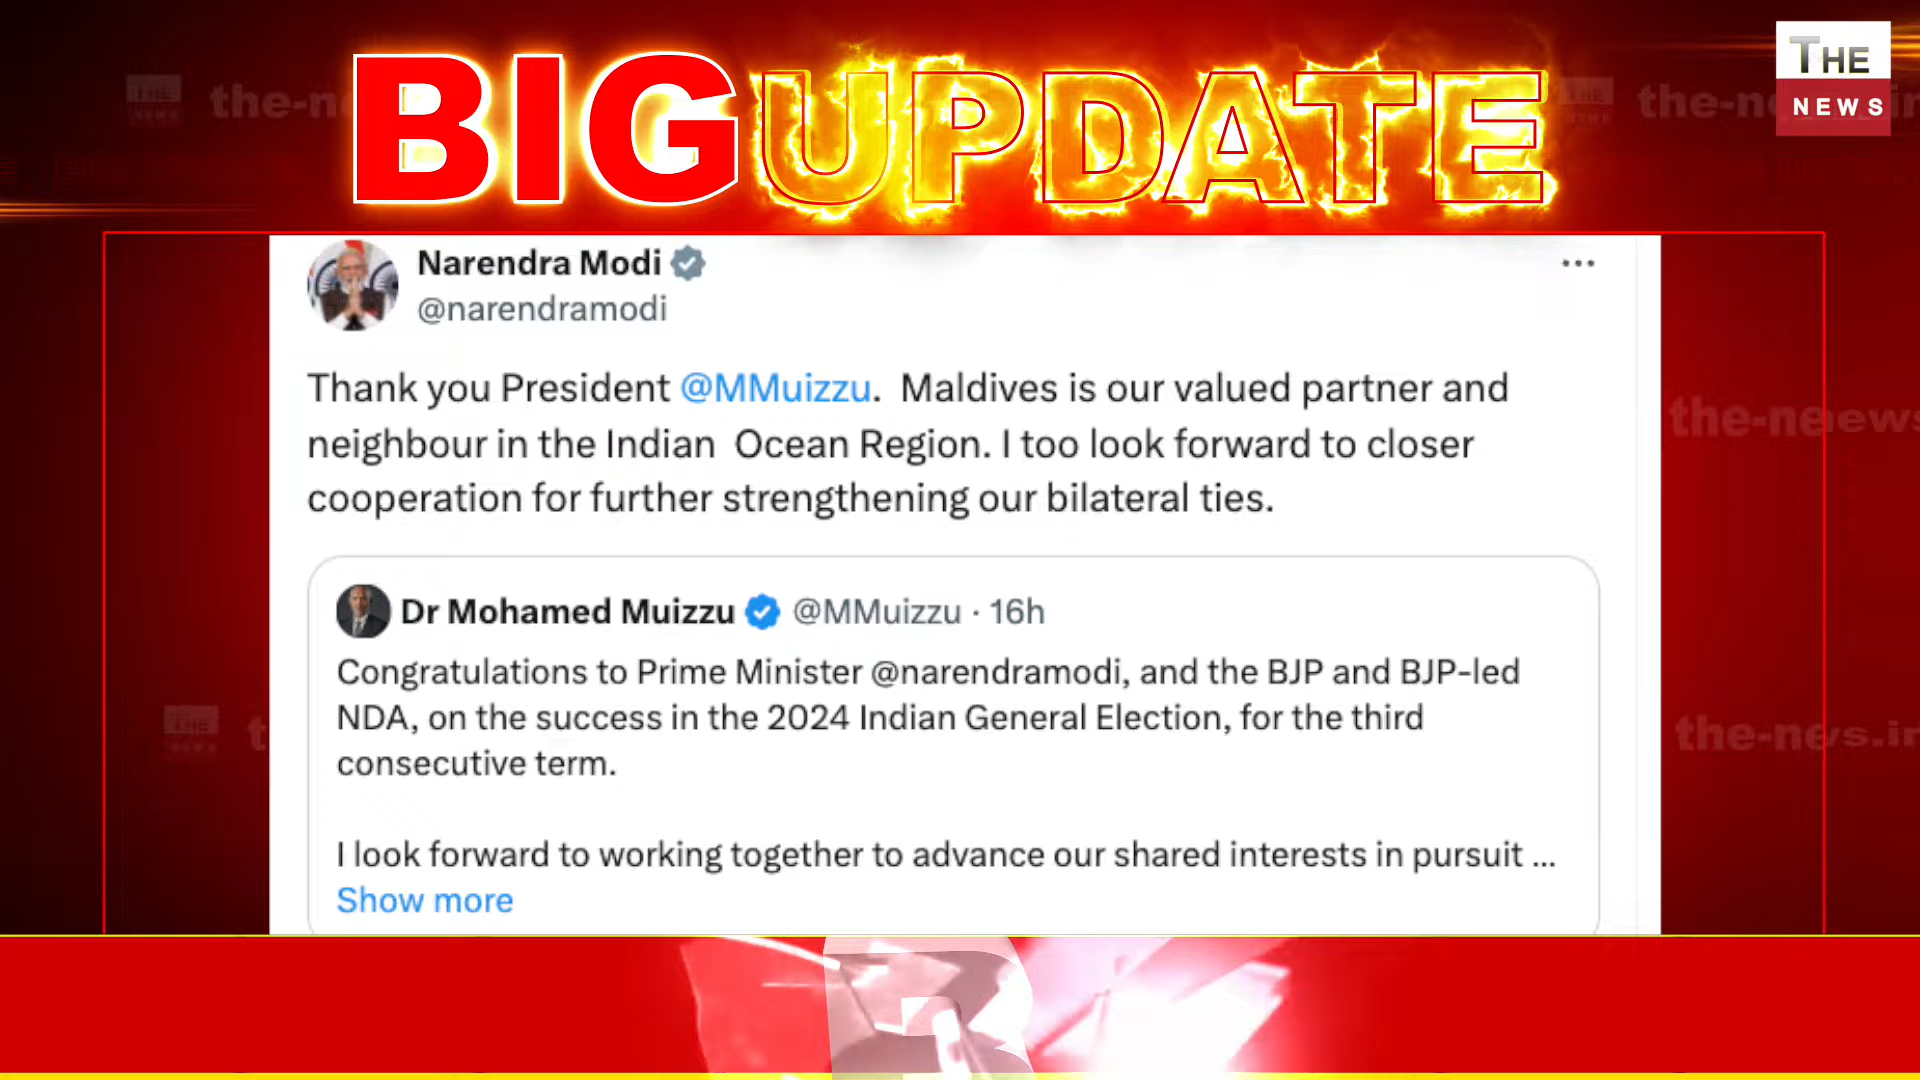 BIG UPDATE
THE
NEWS
Narendra Modi
@narendramodi
Thank you President @MMuizzu. Maldives is our valued partner and
neighbour in the Indian Ocean Region. I too look forward to closer
cooperation for further strengthening our bilateral ties.
Dr Mohamed Muizzu @MMuizzu · 16h
Congratulations to Prime Minister @narendramodi, and the BJP and BJP-led
NDA, on the success in the 2024 Indian General Election, for the third
consecutive term.
I look forward to working together to advance our shared interests in pursuit ...
Show more